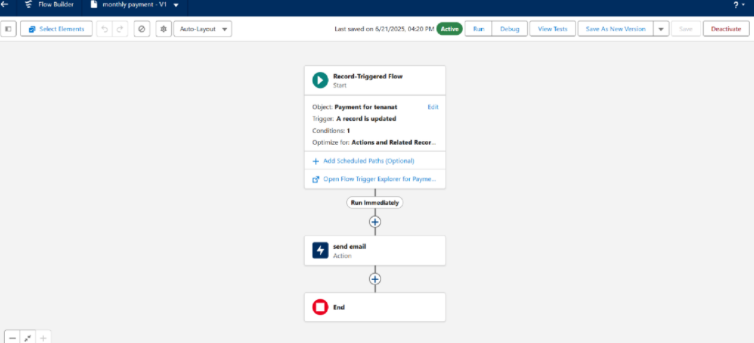 Flow Builder
monthly payment - V1
?
Select Elements
Auto-Layout
Last saved on 6/21/2025, 04:20 PM
Active
Run
Debug
View Tests
Save As New Version
Save
Deactivate
Record-Triggered Flow
Start
Object: Payment for tenanat
Edit
Trigger: A record is updated
Conditions: 1
Optimize for: Actions and Related Recor...
+ Add Scheduled Paths (Optional)
Open Flow Trigger Explorer for Payme...
Run Immediately
send email
Action
End